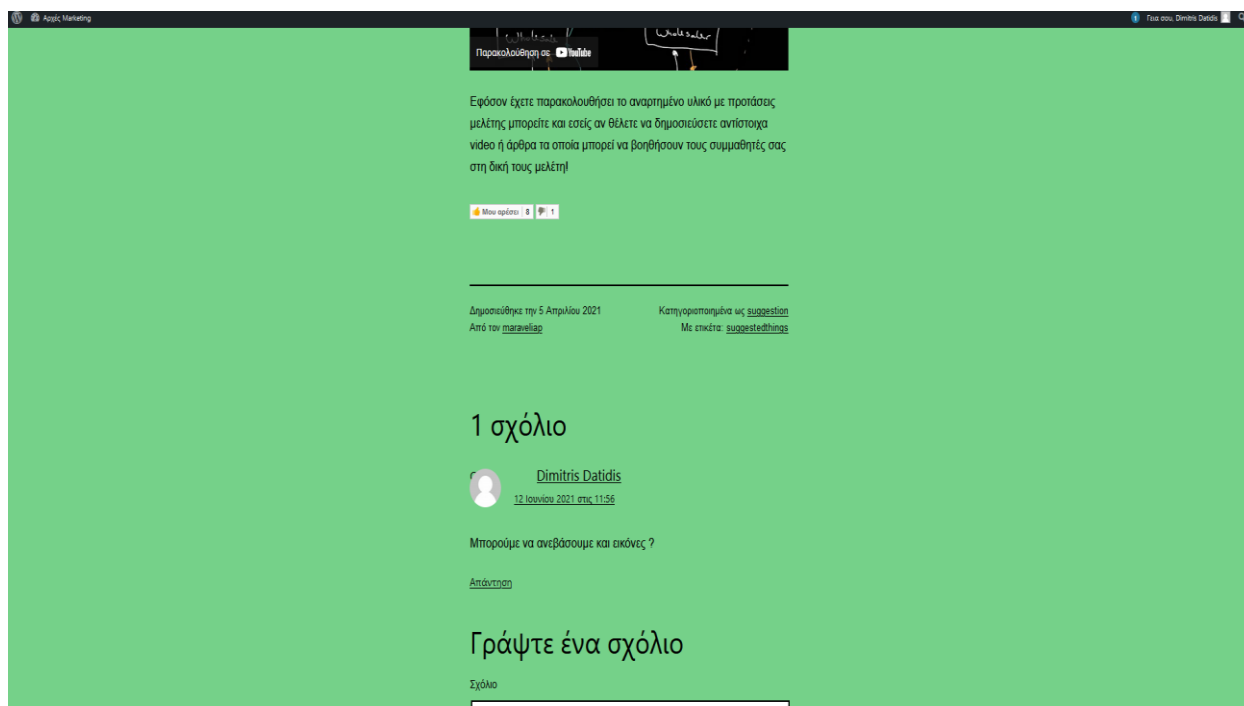 Αρχές Marketing
1 Γεια σου, Dimitris Datidis
Wholesale
Wholesaler
Παρακολούθηση σε YouTube
Εφόσον έχετε παρακολουθήσει το αναρτημένο υλικό με προτάσεις
μελέτης μπορείτε και εσείς αν θέλετε να δημοσιεύσετε αντίστοιχα
video ή άρθρα τα οποία μπορεί να βοηθήσουν τους συμμαθητές σας
στη δική τους μελέτη!
Μου αρέσει 8 1
Δημοσιεύθηκε την 5 Απριλίου 2021
Από τον maraveliap
Κατηγοριοποιημένα ως suggestion
Με ετικέτα: suggestedthings
1 σχόλιο
Dimitris Datidis
12 Ιουνίου 2021 στις 11:56
Μπορούμε να ανεβάσουμε και εικόνες ?
Απάντηση
Γράψτε ένα σχόλιο
Σχόλιο